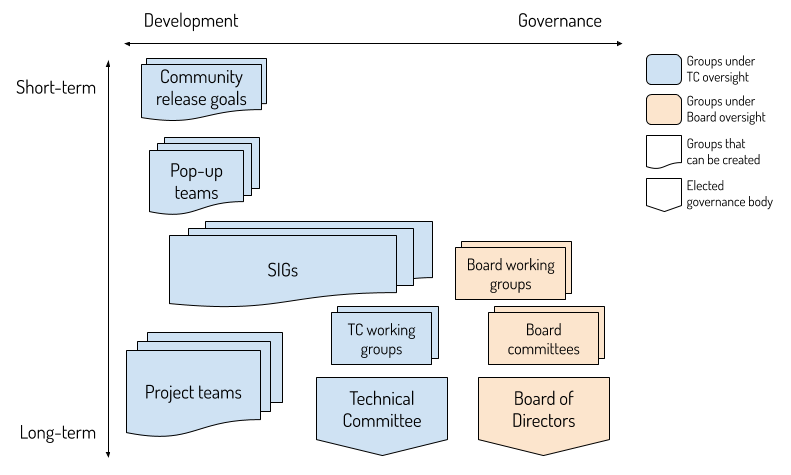 Development
Governance
Short-term
Community
release goals
Groups under
TC oversight
Groups under
Board oversight
Groups that
can be created
Elected
governance body
Pop-up
teams
SIGs
Board working
groups
TC working
groups
Board
committees
Project teams
Technical
Committee
Board of
Directors
Long-term